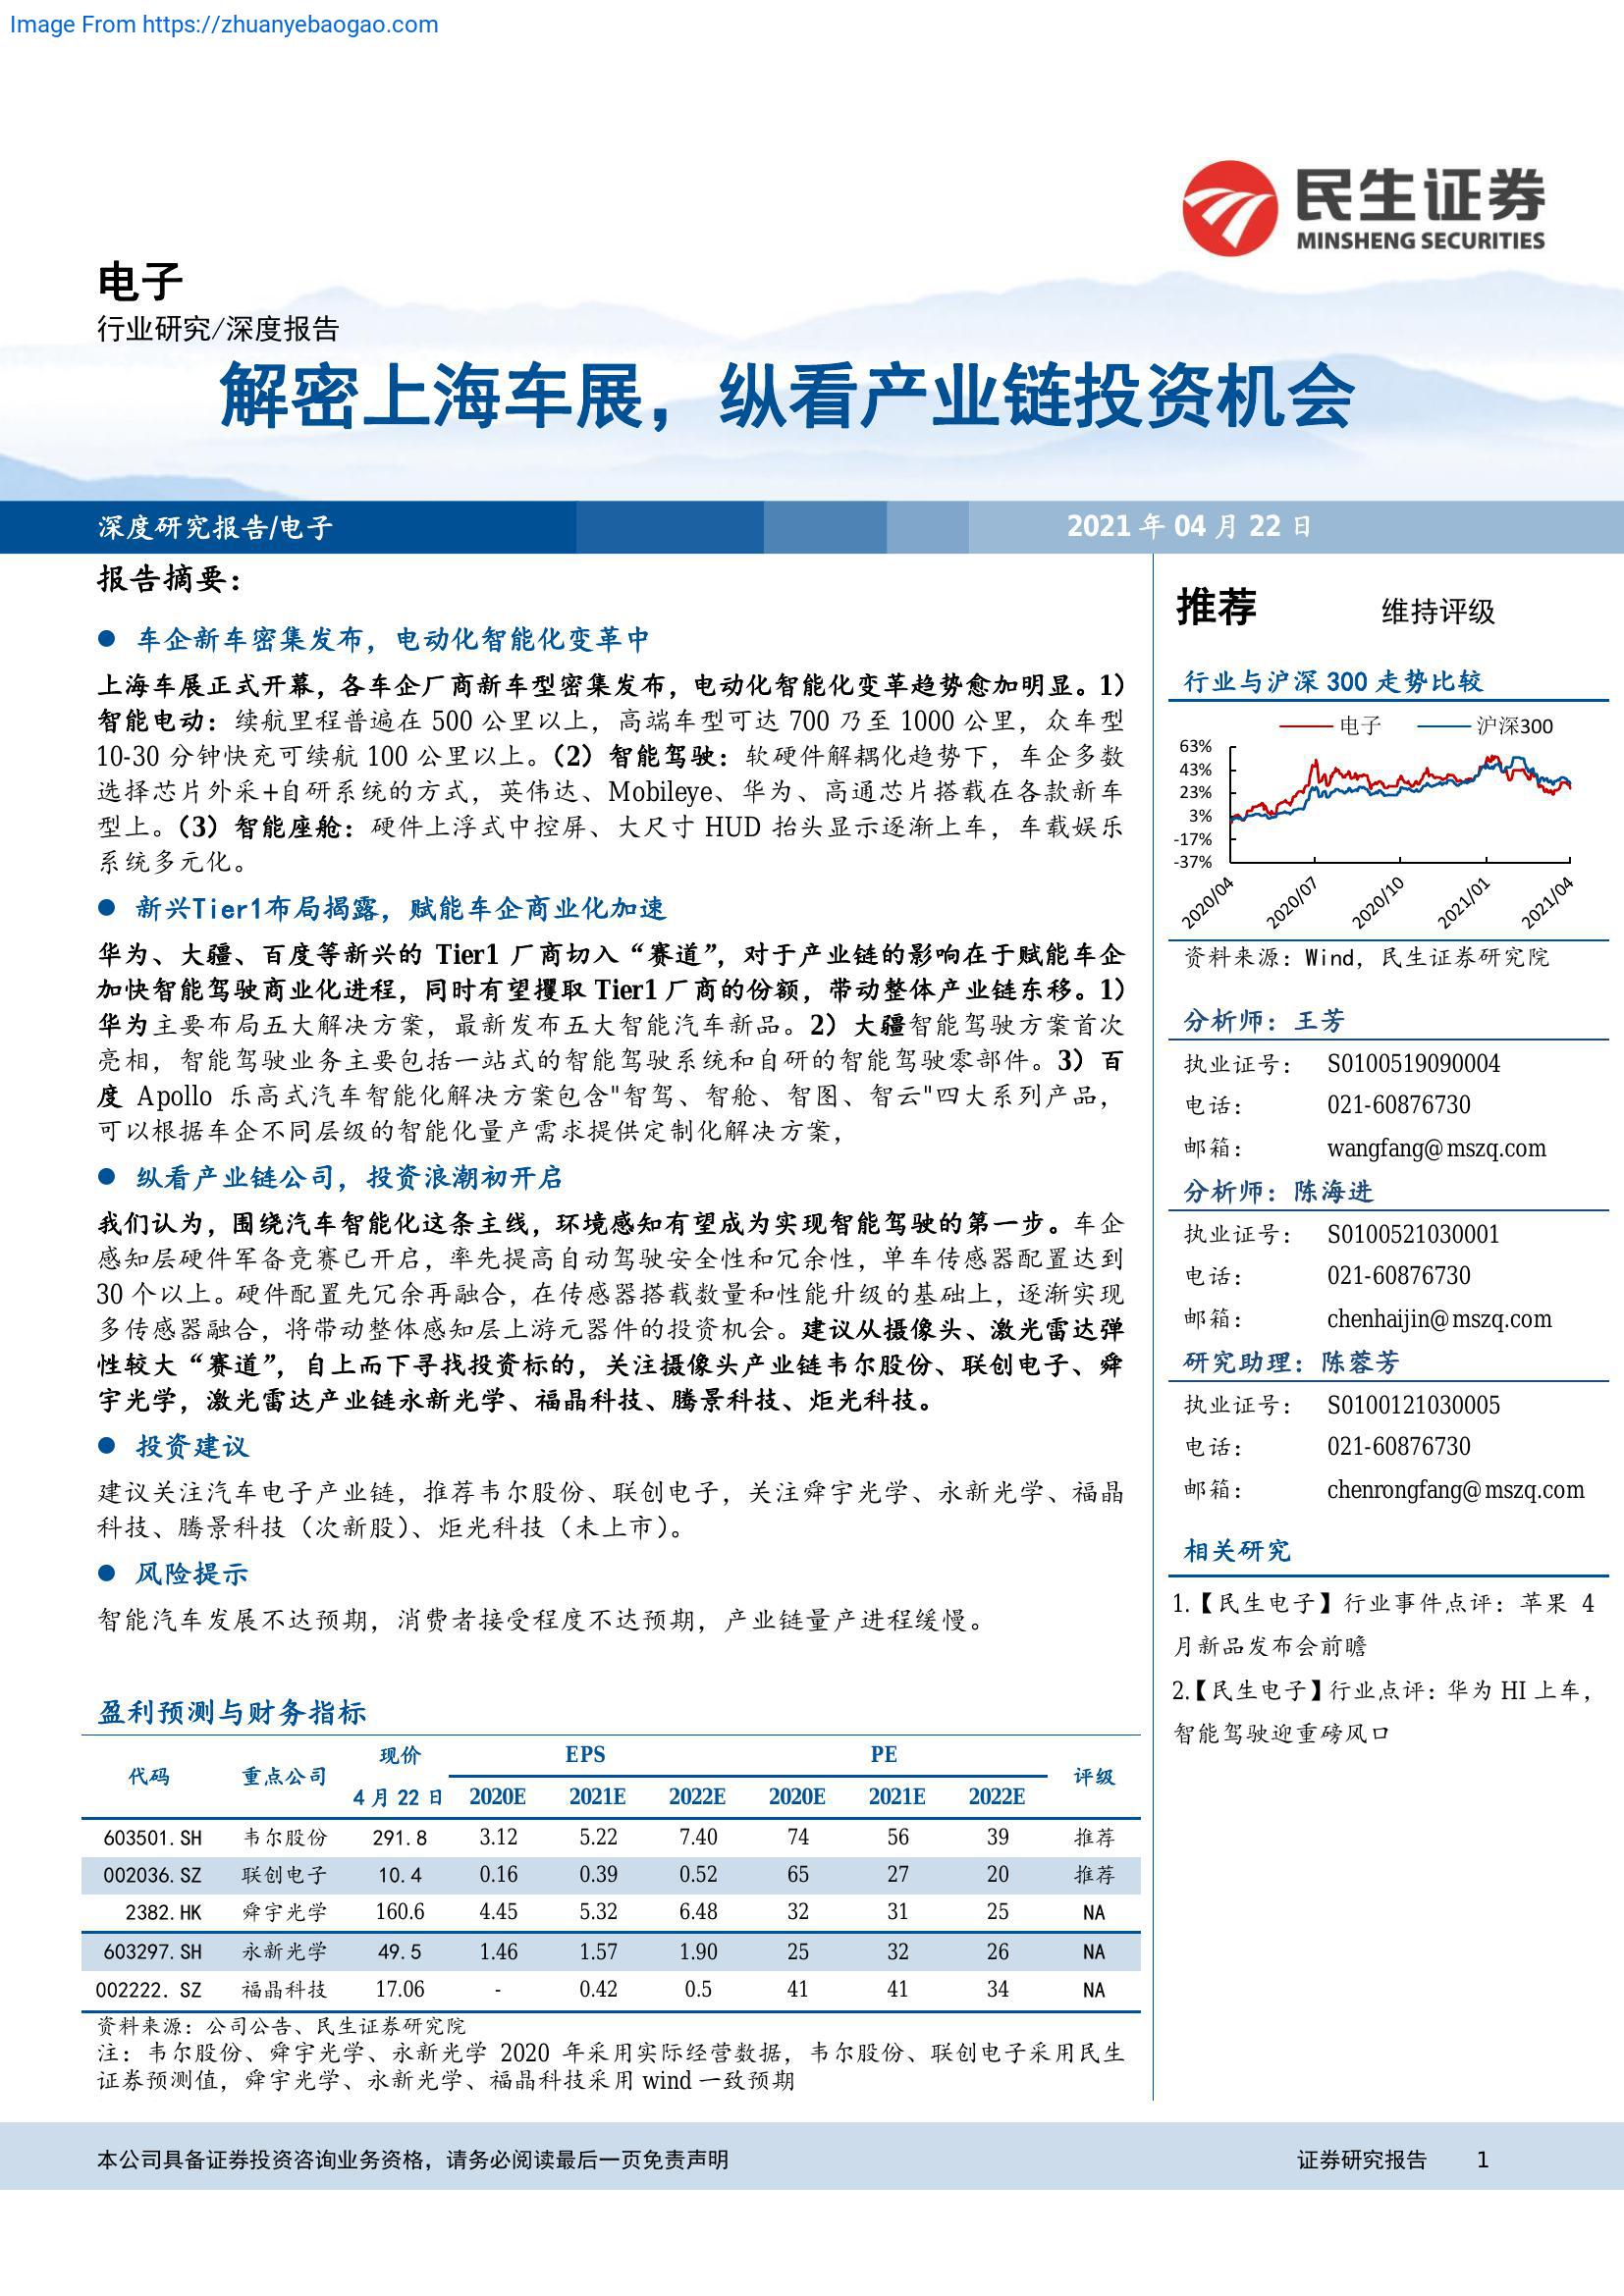 Image From https://zhuanyebaogao.com
民生证券
MINSHENG SECURITIES
电子
行业研究/深度报告
解密上海车展，纵看产业链投资机会
深度研究报告/电子
2021 年 04 月 22 日
报告摘要：
● 车企新车密集发布，电动化智能化变革中
上海车展正式开幕，各车企厂商新车型密集发布，电动化智能化变革趋势愈加明显。1）
智能电动：续航里程普遍在 500 公里以上，高端车型可达 700 乃至 1000 公里，众车型
10-30 分钟快充可续航 100 公里以上。（2）智能驾驶：软硬件解耦化趋势下，车企多数
选择芯片外采+自研系统的方式，英伟达、Mobileye、华为、高通芯片搭载在各款新车
型上。（3）智能座舱：硬件上浮式中控屏、大尺寸 HUD 抬头显示逐渐上车，车载娱乐
系统多元化。
● 新兴Tier1布局揭露，赋能车企商业化加速
华为、大疆、百度等新兴的 Tier1 厂商切入“赛道”，对于产业链的影响在于赋能车企
加快智能驾驶商业化进程，同时有望攫取 Tier1 厂商的份额，带动整体产业链东移。1）
华为主要布局五大解决方案，最新发布五大智能汽车新品。2）大疆智能驾驶方案首次
亮相，智能驾驶业务主要包括一站式的智能驾驶系统和自研的智能驾驶零部件。3）百
度 Apollo 乐高式汽车智能化解决方案包含"智驾、智舱、智图、智云"四大系列产品，
可以根据车企不同层级的智能化量产需求提供定制化解决方案，
● 纵看产业链公司，投资浪潮初开启
我们认为，围绕汽车智能化这条主线，环境感知有望成为实现智能驾驶的第一步。车企
感知层硬件军备竞赛已开启，率先提高自动驾驶安全性和冗余性，单车传感器配置达到
30 个以上。硬件配置先冗余再融合，在传感器搭载数量和性能升级的基础上，逐渐实现
多传感器融合，将带动整体感知层上游元器件的投资机会。建议从摄像头、激光雷达弹
性较大“赛道”，自上而下寻找投资标的，关注摄像头产业链韦尔股份、联创电子、舜
宇光学，激光雷达产业链永新光学、福晶科技、腾景科技、炬光科技。
● 投资建议
建议关注汽车电子产业链，推荐韦尔股份、联创电子，关注舜宇光学、永新光学、福晶
科技、腾景科技（次新股）、炬光科技（未上市）。
● 风险提示
智能汽车发展不达预期，消费者接受程度不达预期，产业链量产进程缓慢。
盈利预测与财务指标
代码 重点公司 现价 EPS PE 评级
4 月 22 日 2020E 2021E 2022E 2020E 2021E 2022E
603501.SH 韦尔股份 291.8 3.12 5.22 7.40 74 56 39 推荐
002036.SZ 联创电子 10.4 0.16 0.39 0.52 65 27 20 推荐
2382.HK 舜宇光学 160.6 4.45 5.32 6.48 32 31 25 NA
603297.SH 永新光学 49.5 1.46 1.57 1.90 25 32 26 NA
002222. SZ 福晶科技 17.06 - 0.42 0.5 41 41 34 NA
资料来源：公司公告、民生证券研究院
注：韦尔股份、舜宇光学、永新光学 2020 年采用实际经营数据，韦尔股份、联创电子采用民生
证券预测值，舜宇光学、永新光学、福晶科技采用 wind 一致预期
推荐 维持评级
行业与沪深 300 走势比较
电子 沪深300
63%
43%
23%
3%
-17%
-37%
2020/04 2020/07 2020/10 2021/01 2021/04
资料来源：Wind，民生证券研究院
分析师：王芳
执业证号： S0100519090004
电话： 021-60876730
邮箱： wangfang@mszq.com
分析师：陈海进
执业证号： S0100521030001
电话： 021-60876730
邮箱： chenhaijin@mszq.com
研究助理：陈蓉芳
执业证号： S0100121030005
电话： 021-60876730
邮箱： chenrongfang@mszq.com
相关研究
1.【民生电子】行业事件点评：苹果 4
月新品发布会前瞻
2.【民生电子】行业点评：华为 HI 上车，
智能驾驶迎重磅风口
本公司具备证券投资咨询业务资格，请务必阅读最后一页免责声明
证券研究报告 1